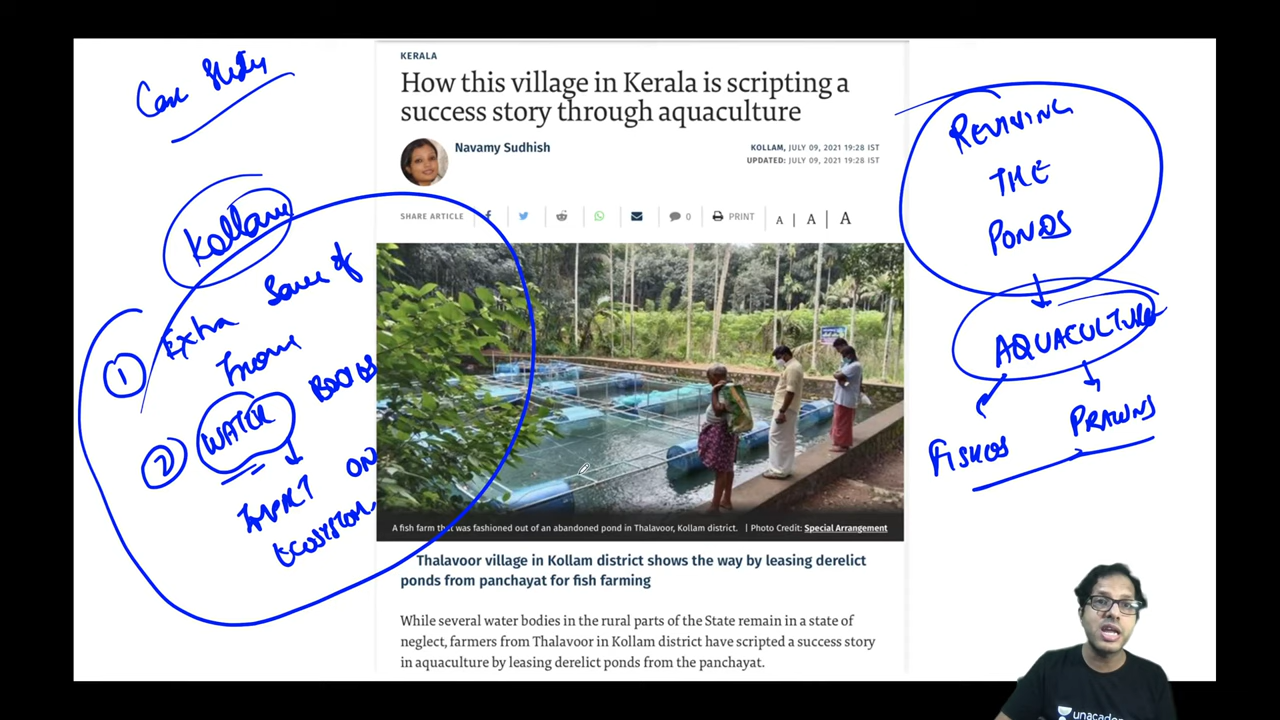 Case Study
Kollam
① Extra Source of
Income
② WATER BODIES
IMPACT ON
ECOSYSTEM.
KERALA
How this village in Kerala is scripting a
success story through aquaculture
Navamy Sudhish
KOLLAM, JULY 09, 2021 19:28 IST
UPDATED: JULY 09, 2021 19:28 IST
SHARE ARTICLE
0
PRINT
A | A | A
A fish farm that was fashioned out of an abandoned pond in Thalavoor, Kollam district. | Photo Credit: Special Arrangement
Thalavoor village in Kollam district shows the way by leasing derelict
ponds from panchayat for fish farming
While several water bodies in the rural parts of the State remain in a state of
neglect, farmers from Thalavoor in Kollam district have scripted a success story
in aquaculture by leasing derelict ponds from the panchayat.
REVIVING
THE
PONDS
AQUACULTURE
FISHES PRAWNS
unacademy